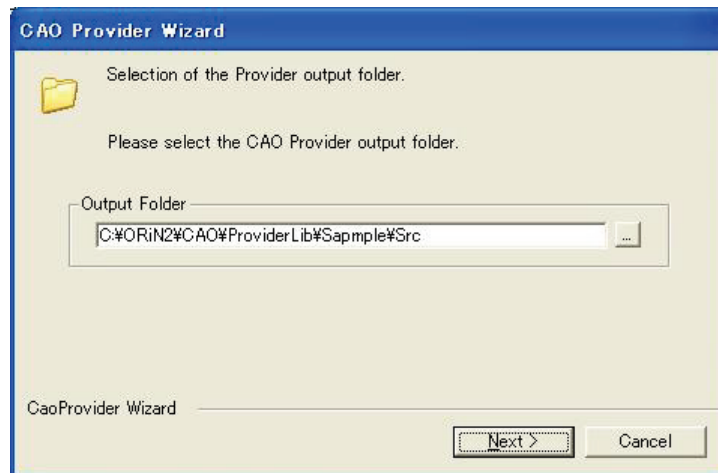 CAO Provider Wizard
Selection of the Provider output folder.
Please select the CAO Provider output folder.
Output Folder
C:¥ORiN2¥CAO¥ProviderLib¥Sapmple¥Src
...
CaoProvider Wizard
Next >
Cancel